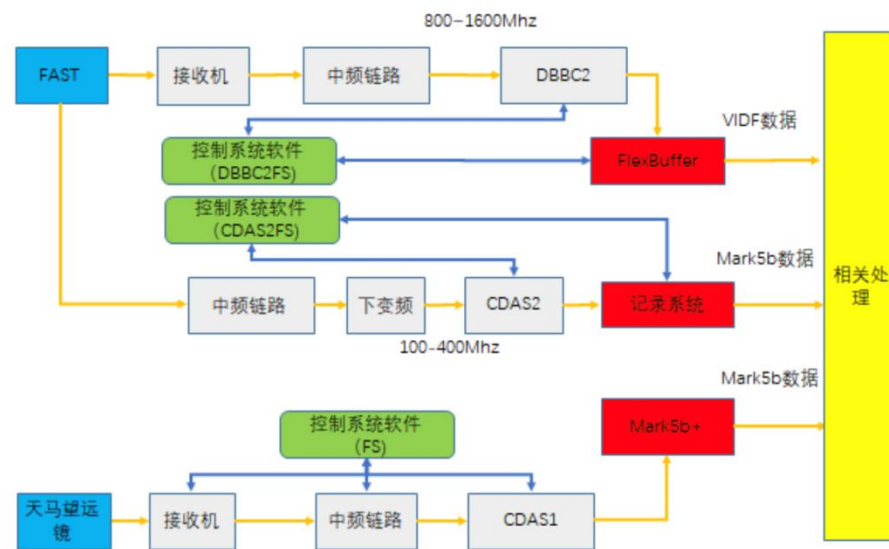 800-1600Mhz
FAST
接收机
中频链路
DBBC2
VIDF数据
控制系统软件
(DBBC2FS)
FlexBuffer
控制系统软件
(CDAS2FS)
Mark5b数据
相关处
理
中频链路
下变频
CDAS2
记录系统
100-400Mhz
Mark5b数据
控制系统软件
(FS)
Mark5b+
天马望远
镜
接收机
中频链路
CDAS1